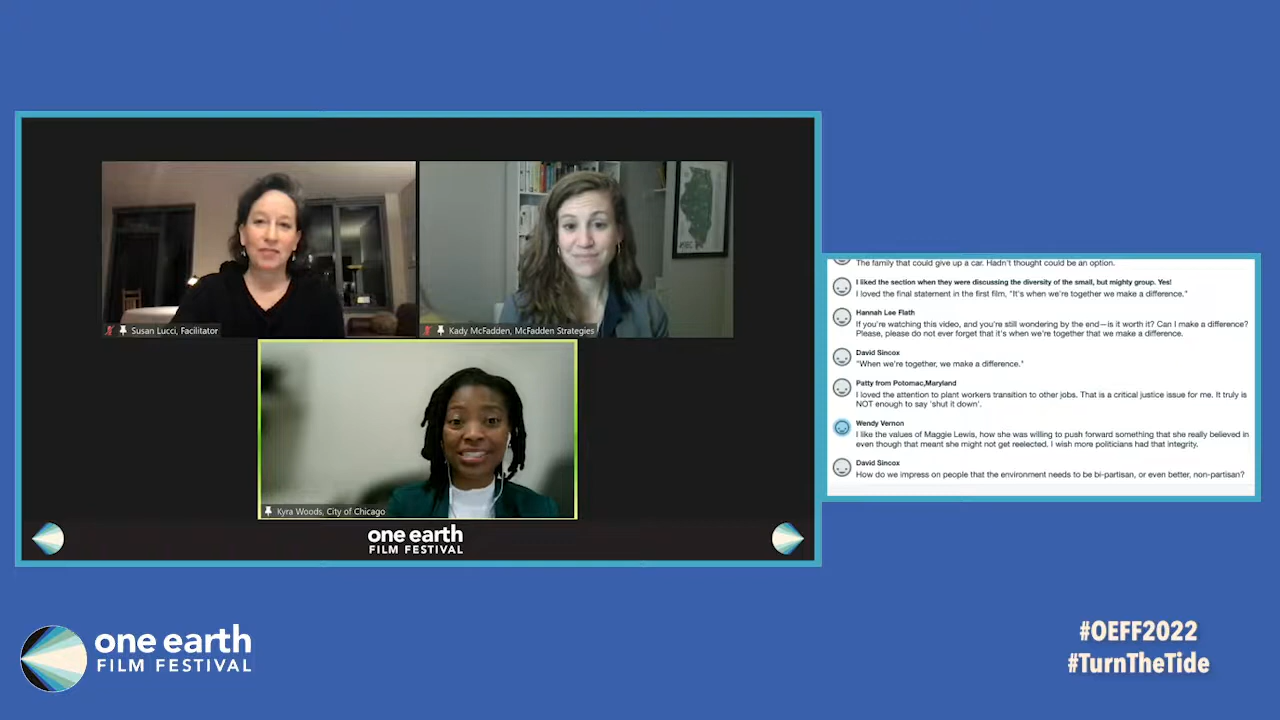 Susan Lucci, Facilitator
Kady McFadden, McFadden Strategies
Kyra Woods, City of Chicago
one earth
FILM FESTIVAL
The family that could give up a car. Hadn't thought could be an option.
I liked the section when they were discussing the diversity of the small, but mighty group. Yes!
I loved the final statement in the first film, "It's when we're together we make a difference."
Hannah Lee Flath
If you're watching this video, and you're still wondering by the end—is it worth it? Can I make a difference?
Please, please do not ever forget that it's when we're together that we make a difference.
David Sincox
"When we're together, we make a difference."
Patty from Potomac,Maryland
I loved the attention to plant workers transition to other jobs. That is a critical justice issue for me. It truly is
NOT enough to say 'shut it down'.
Wendy Vernon
I like the values of Maggie Lewis, how she was willing to push forward something that she really believed in
even though that meant she might not get reelected. I wish more politicians had that integrity.
David Sincox
How do we impress on people that the environment needs to be bi-partisan, or even better, non-partisan?
one earth
FILM FESTIVAL
#OEFF2022
#TurnTheTide